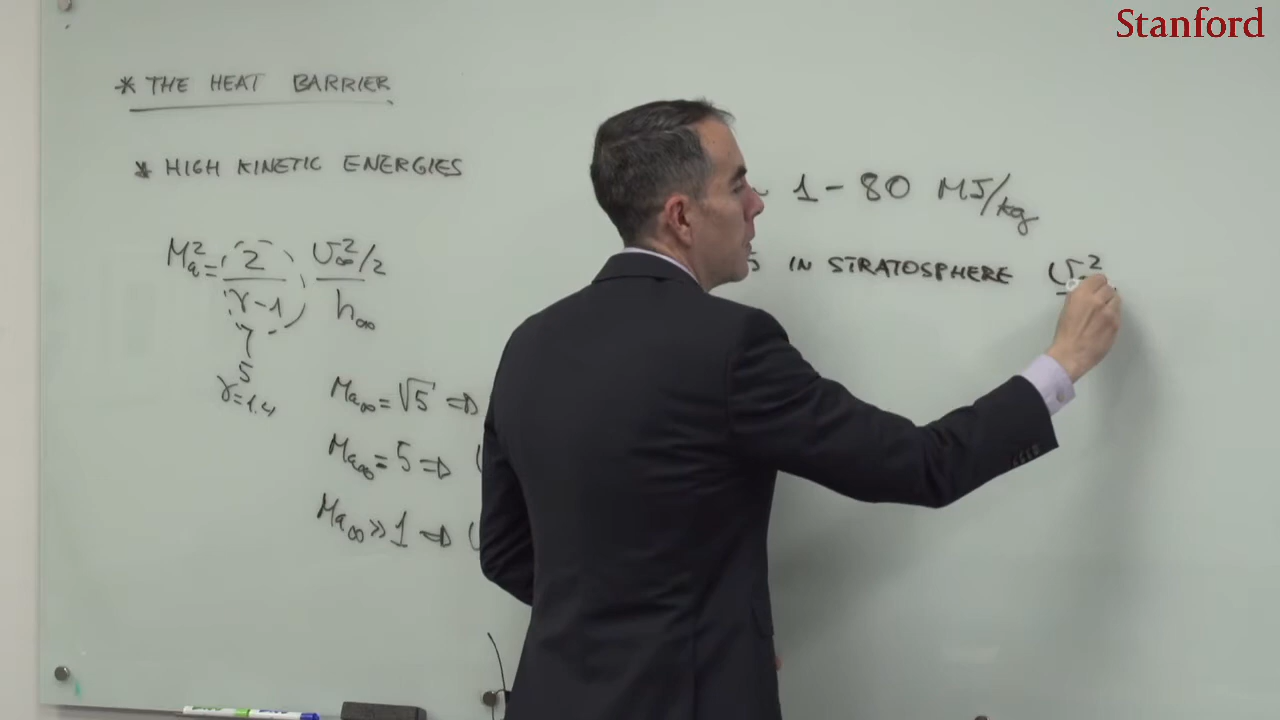 Stanford
* THE HEAT BARRIER
* HIGH KINETIC ENERGIES
1 - 80 MJ/kg
IN STRATOSPHERE U∞²
Ma² = 2/(γ-1) (U∞²/2)/h∞
5
γ=1.4
Ma∞ = √5 ⇒
Ma∞ = 5 ⇒
Ma∞ >> 1 ⇒